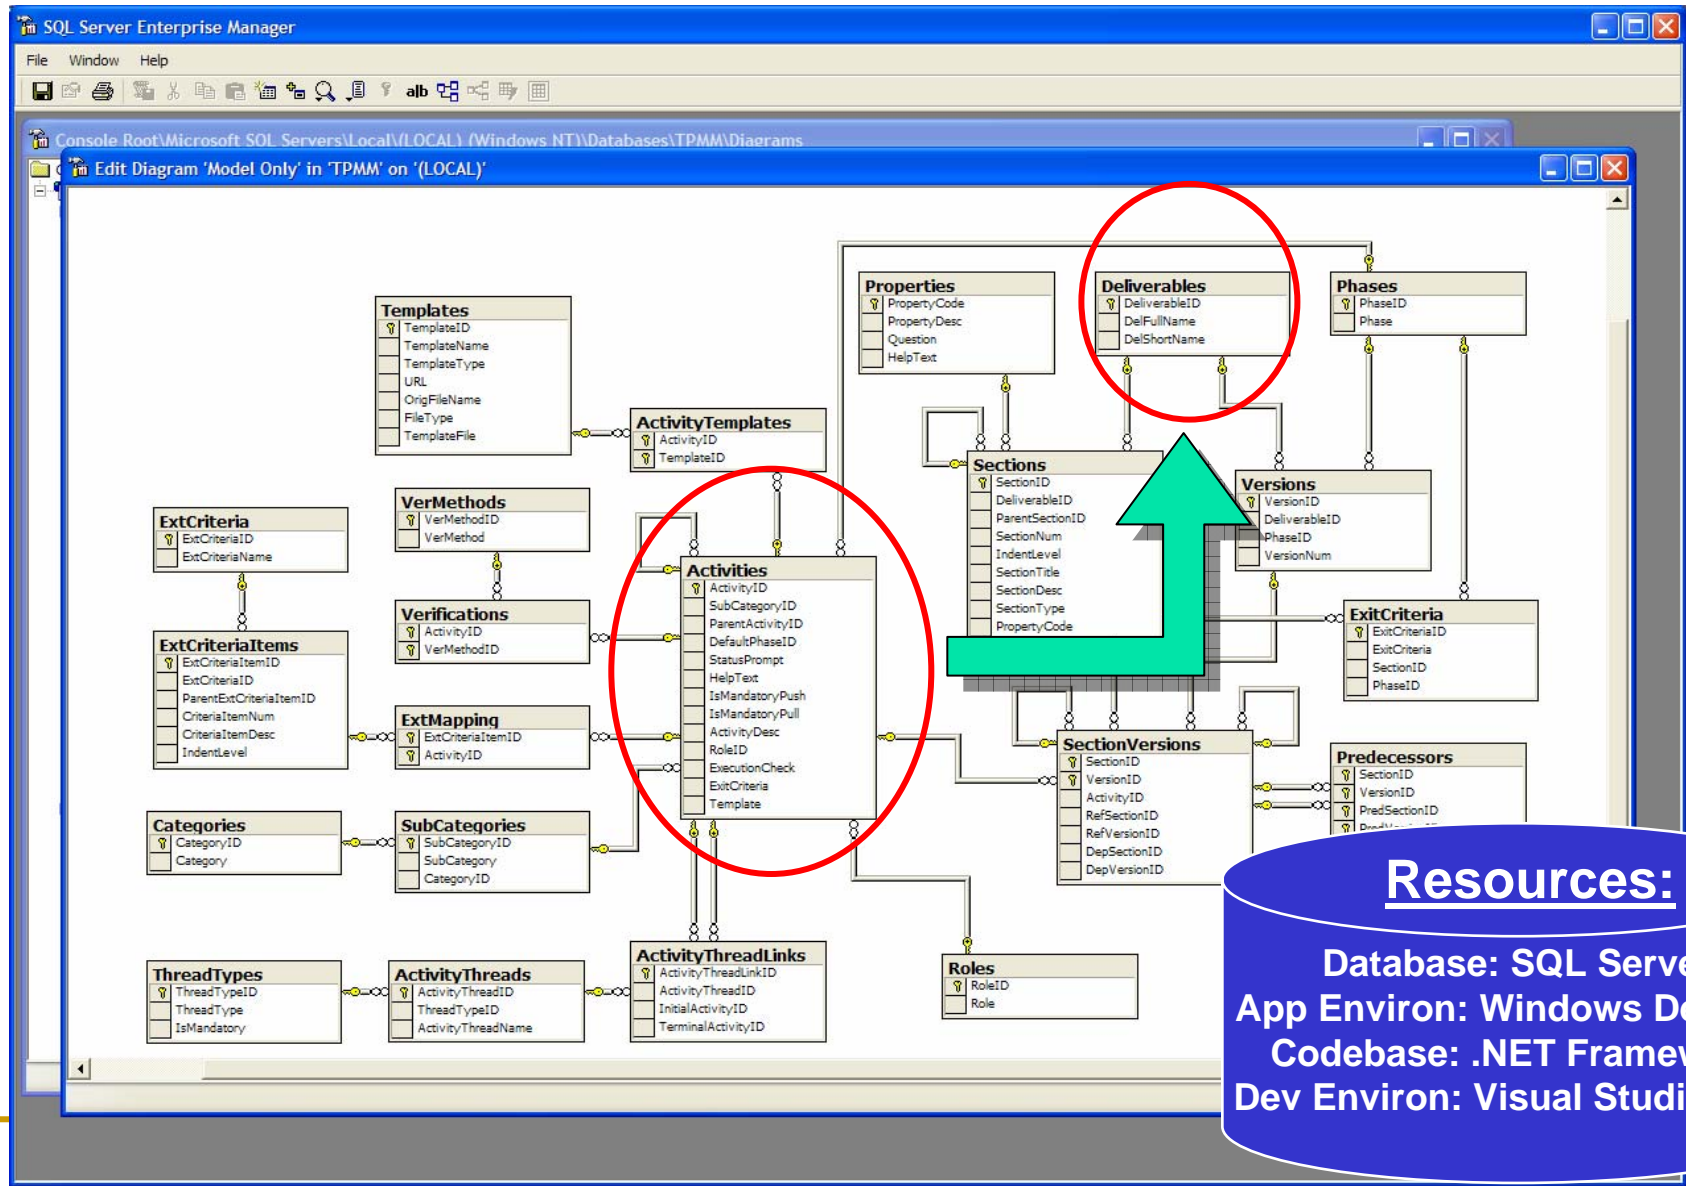 SQL Server Enterprise Manager
File Window Help
alb
Console Root\Microsoft SQL Servers\Local\(LOCAL) (Windows NT)\Databases\TPMM\Diagrams
Edit Diagram 'Model Only' in 'TPMM' on '(LOCAL)'
Templates
TemplateID
TemplateName
TemplateType
URL
OrigFileName
FileType
TemplateFile
Properties
PropertyCode
PropertyDesc
Question
HelpText
Deliverables
DeliverableID
DelFullName
DelShortName
Phases
PhaseID
Phase
ActivityTemplates
ActivityID
TemplateID
Sections
SectionID
DeliverableID
ParentSectionID
SectionNum
IndentLevel
SectionTitle
SectionDesc
SectionType
PropertyCode
Versions
VersionID
DeliverableID
PhaseID
VersionNum
VerMethods
VerMethodID
VerMethod
ExtCriteria
ExtCriteriaID
ExtCriteriaName
Activities
ActivityID
SubCategoryID
ParentActivityID
DefaultPhaseID
StatusPrompt
HelpText
IsMandatoryPush
IsMandatoryPull
ActivityDesc
RoleID
ExecutionCheck
ExitCriteria
Template
Verifications
ActivityID
VerMethodID
ExitCriteria
ExitCriteriaID
ExitCriteria
SectionID
PhaseID
ExtCriteriaItems
ExtCriteriaItemID
ExtCriteriaID
ParentExtCriteriaItemID
CriteriaItemNum
CriteriaItemDesc
IndentLevel
ExtMapping
ExtCriteriaItemID
ActivityID
SectionVersions
SectionID
VersionID
ActivityID
RefSectionID
RefVersionID
DepSectionID
DepVersionID
Predecessors
SectionID
VersionID
PredSectionID
Categories
CategoryID
Category
SubCategories
SubCategoryID
SubCategory
CategoryID
ThreadTypes
ThreadTypeID
ThreadType
IsMandatory
ActivityThreads
ActivityThreadID
ThreadTypeID
ActivityThreadName
ActivityThreadLinks
ActivityThreadLinkID
ActivityThreadID
InitialActivityID
TerminalActivityID
Roles
RoleID
Role
Resources:
Database: SQL Serve
App Environ: Windows De
Codebase: .NET Framew
Dev Environ: Visual Studi